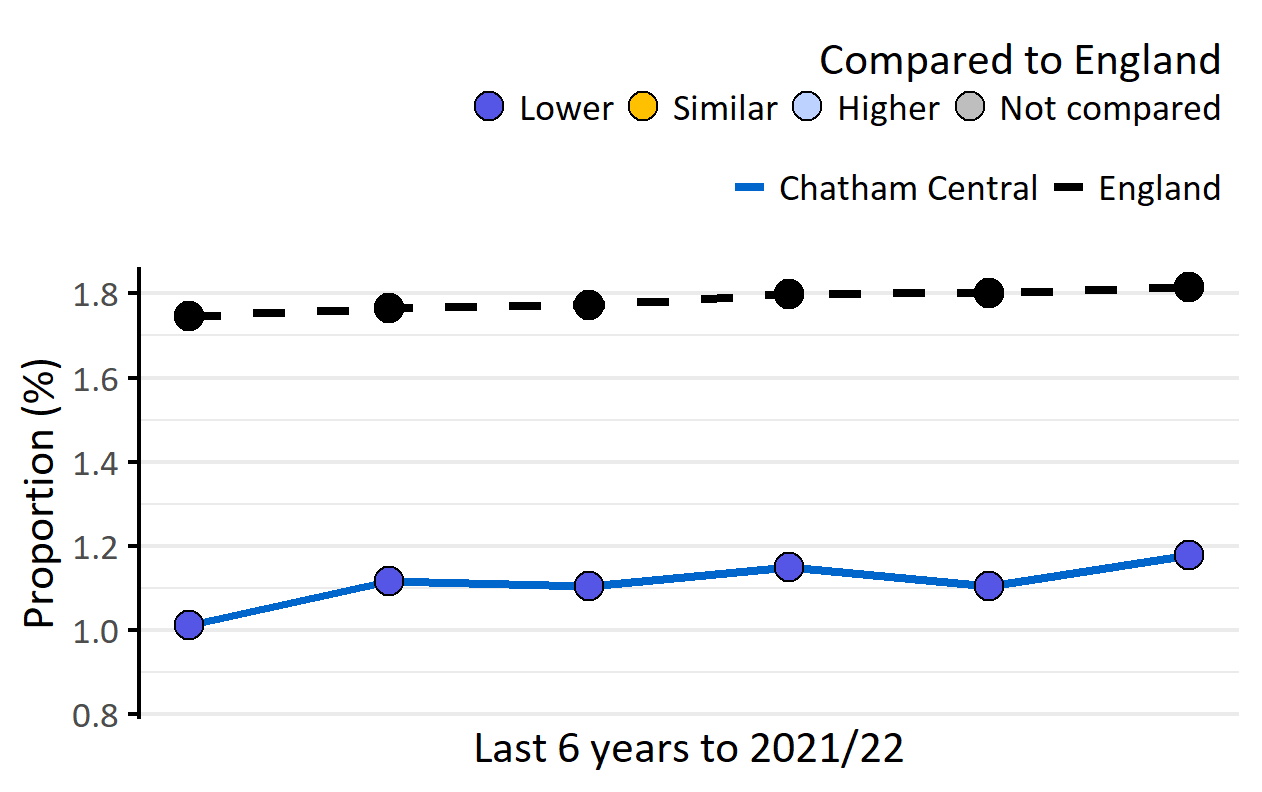 Compared to England
Lower Similar Higher Not compared
Chatham Central England
Proportion (%)
1.8
1.6
1.4
1.2
1.0
0.8
Last 6 years to 2021/22